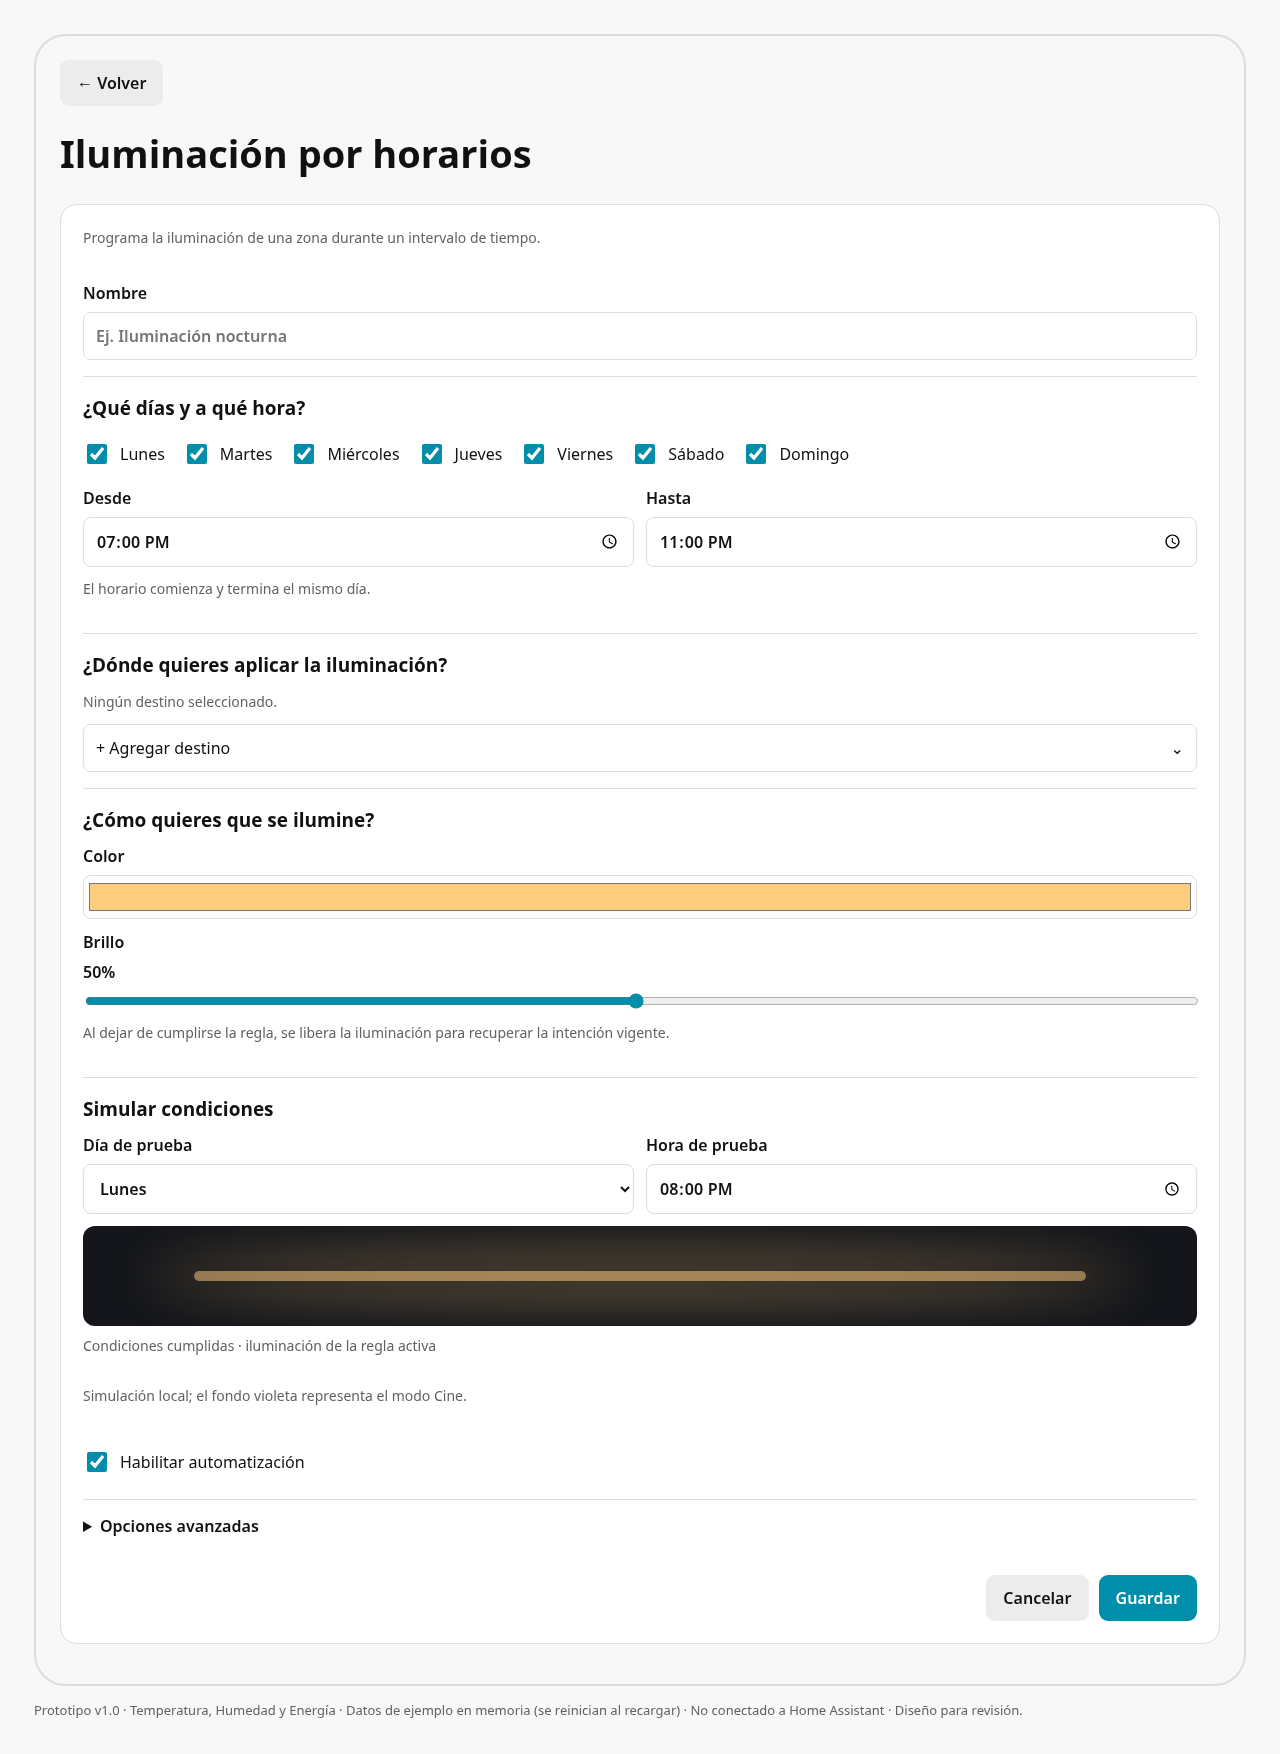 ← Volver
Iluminación por horarios
Programa la iluminación de una zona durante un intervalo de tiempo.
Nombre
Ej. Iluminación nocturna
¿Qué días y a qué hora?
Lunes Martes Miércoles Jueves Viernes Sábado Domingo
Desde Hasta
07:00 PM 11:00 PM
El horario comienza y termina el mismo día.
¿Dónde quieres aplicar la iluminación?
Ningún destino seleccionado.
+ Agregar destino
¿Cómo quieres que se ilumine?
Color
Brillo
50%
Al dejar de cumplirse la regla, se libera la iluminación para recuperar la intención vigente.
Simular condiciones
Día de prueba Hora de prueba
Lunes 08:00 PM
Condiciones cumplidas · iluminación de la regla activa
Simulación local; el fondo violeta representa el modo Cine.
Habilitar automatización
Opciones avanzadas
Cancelar Guardar
Prototipo v1.0 · Temperatura, Humedad y Energía · Datos de ejemplo en memoria (se reinician al recargar) · No conectado a Home Assistant · Diseño para revisión.